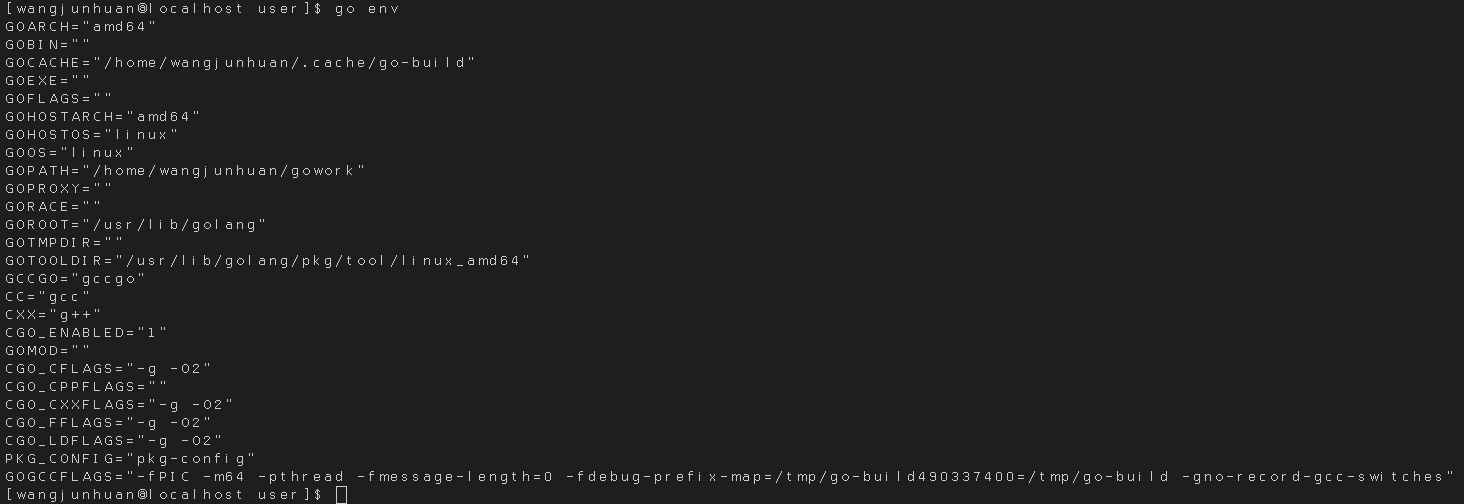 [wangjunhuan@localhost user]$ go env
GOARCH="amd64"
GOBIN=""
GOCACHE="/home/wangjunhuan/.cache/go-build"
GOEXE=""
GOFLAGS=""
GOHOSTARCH="amd64"
GOHOSTOS="linux"
GOOS="linux"
GOPATH="/home/wangjunhuan/gowork"
GOPROXY=""
GORACE=""
GOROOT="/usr/lib/golang"
GOTMPDIR=""
GOTOOLDIR="/usr/lib/golang/pkg/tool/linux_amd64"
GCCGO="gccgo"
CC="gcc"
CXX="g++"
CGO_ENABLED="1"
GOMOD=""
CGO_CFLAGS="-g -O2"
CGO_CPPFLAGS=""
CGO_CXXFLAGS="-g -O2"
CGO_FFLAGS="-g -O2"
CGO_LDFLAGS="-g -O2"
PKG_CONFIG="pkg-config"
GOGCCFLAGS="-fPIC -m64 -pthread -fmessage-length=0 -fdebug-prefix-map=/tmp/go-build490337400=/tmp/go-build -gno-record-gcc-switches"
[wangjunhuan@localhost user]$